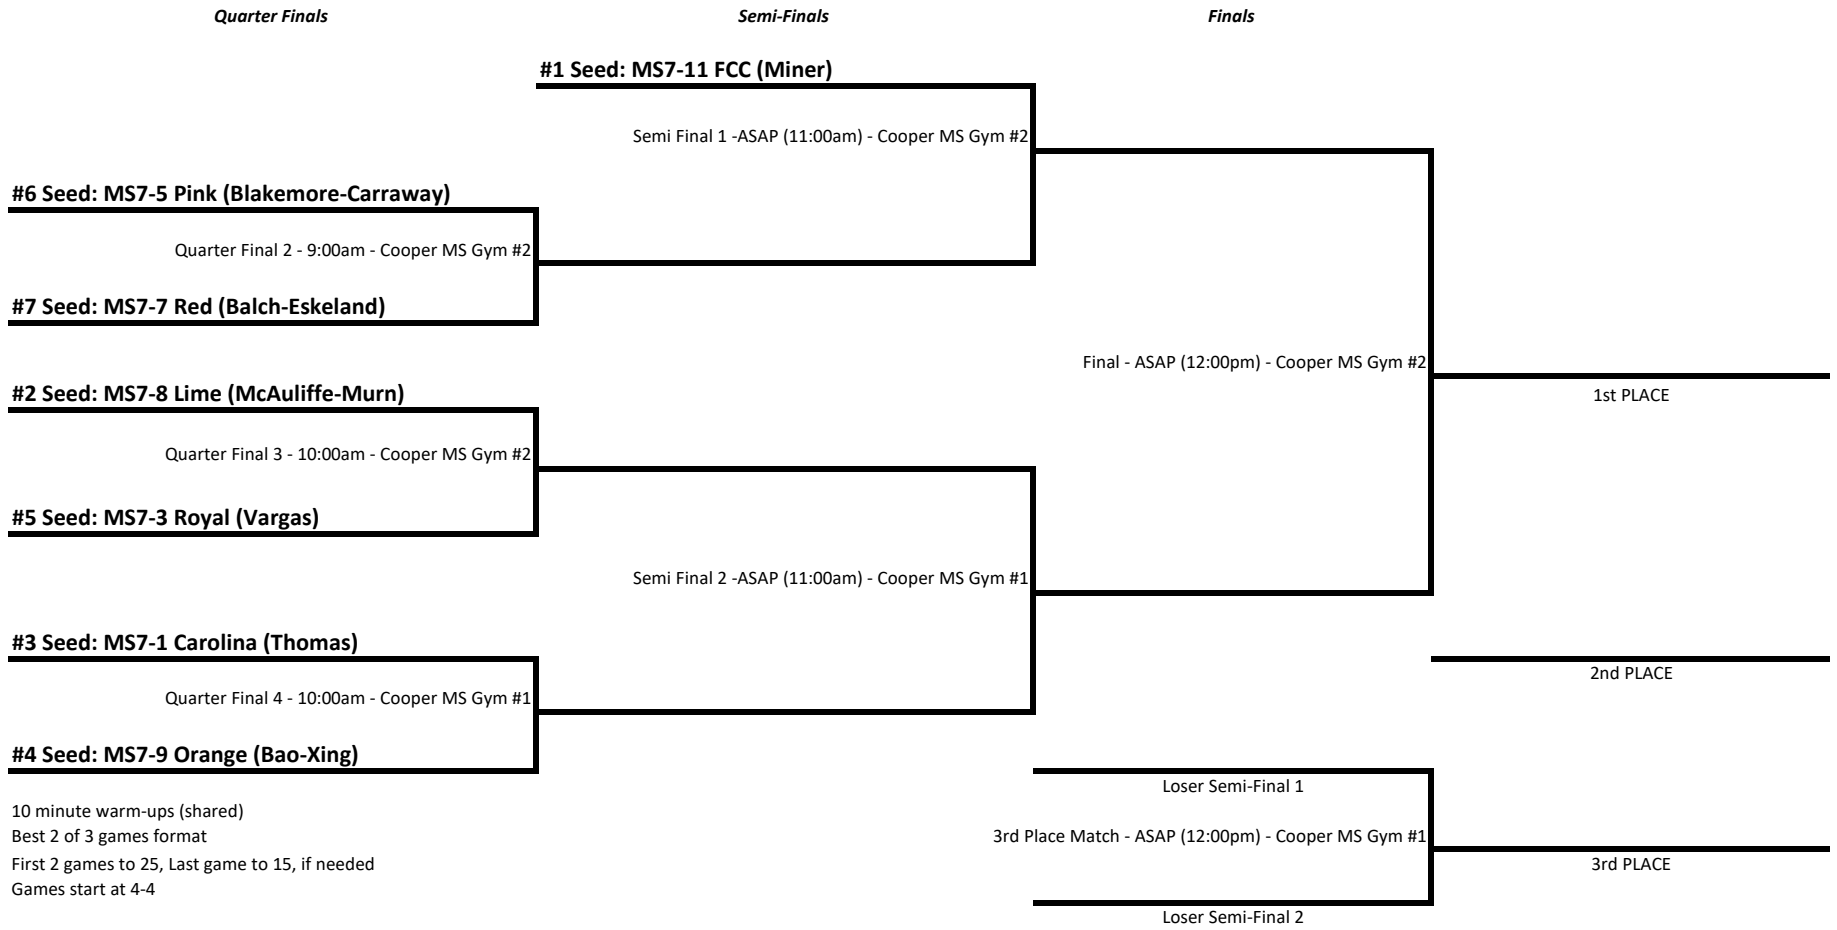 Quarter Finals
Semi-Finals
Finals
#1 Seed: MS7-11 FCC (Miner)
Semi Final 1 -ASAP (11:00am) - Cooper MS Gym #2
#6 Seed: MS7-5 Pink (Blakemore-Carraway)
Quarter Final 2 - 9:00am - Cooper MS Gym #2
#7 Seed: MS7-7 Red (Balch-Eskeland)
Final - ASAP (12:00pm) - Cooper MS Gym #2
1st PLACE
#2 Seed: MS7-8 Lime (McAuliffe-Murn)
Quarter Final 3 - 10:00am - Cooper MS Gym #2
#5 Seed: MS7-3 Royal (Vargas)
Semi Final 2 -ASAP (11:00am) - Cooper MS Gym #1
#3 Seed: MS7-1 Carolina (Thomas)
2nd PLACE
Quarter Final 4 - 10:00am - Cooper MS Gym #1
#4 Seed: MS7-9 Orange (Bao-Xing)
Loser Semi-Final 1
10 minute warm-ups (shared)
Best 2 of 3 games format
3rd Place Match - ASAP (12:00pm) - Cooper MS Gym #1
First 2 games to 25, Last game to 15, if needed
3rd PLACE
Games start at 4-4
Loser Semi-Final 2